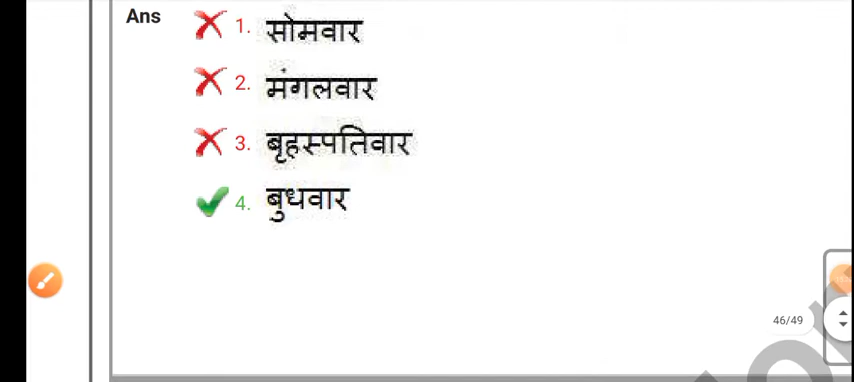 Ans 1. सोमवार
2. मंगलवार
3. बृहस्पतिवार
4. बुधवार
46/49